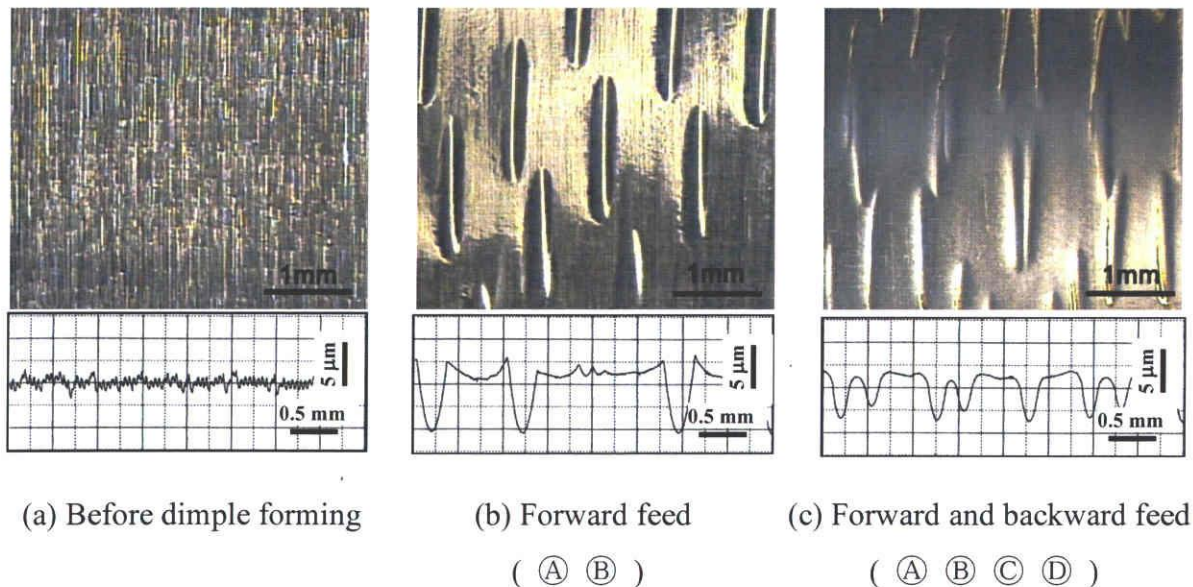 1mm
1mm
1mm
5 μm
0.5 mm
5 μm
0.5 mm
5 μm
0.5 mm
(a) Before dimple forming
(b) Forward feed
(c) Forward and backward feed
( Ⓐ Ⓑ )
( Ⓐ Ⓑ Ⓒ Ⓓ )